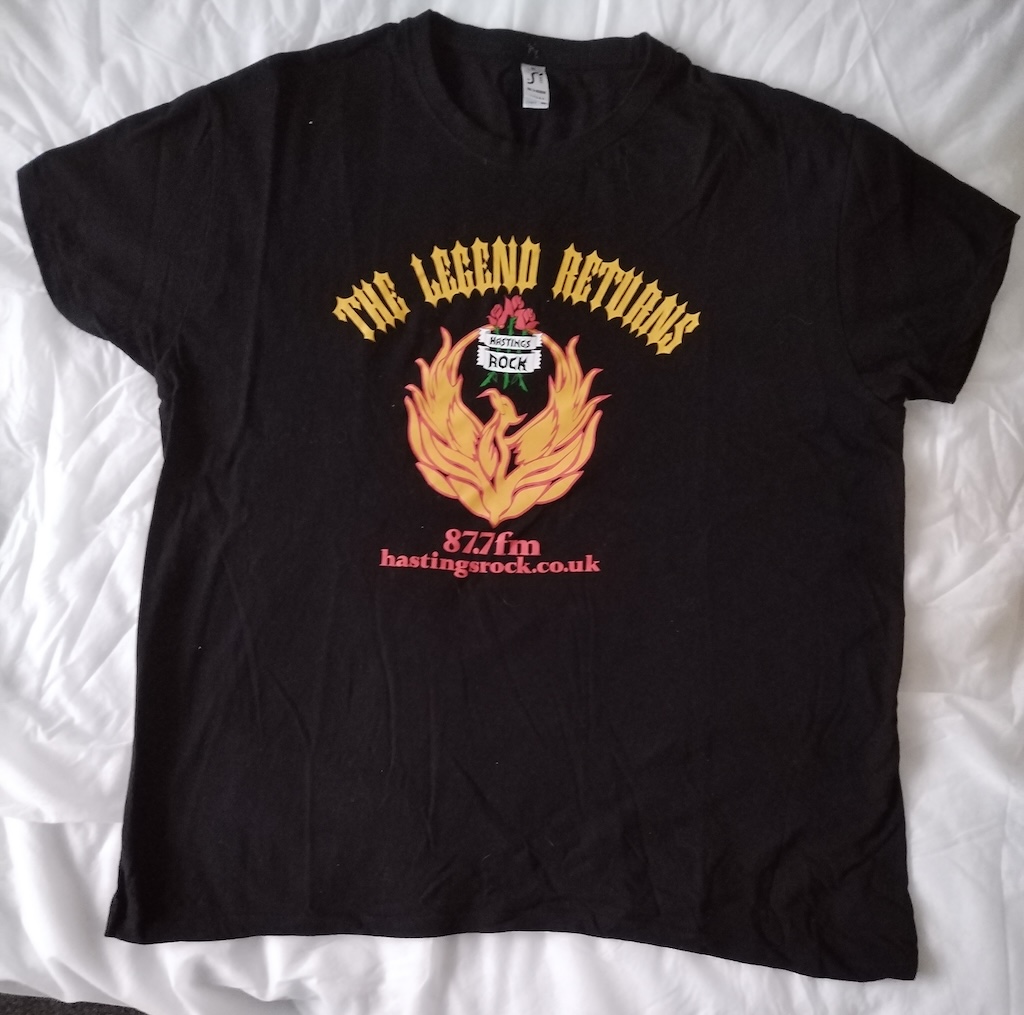 THE LEGEND RETURNS
HASTINGS
ROCK
87.7fm
hastingsrock.co.uk